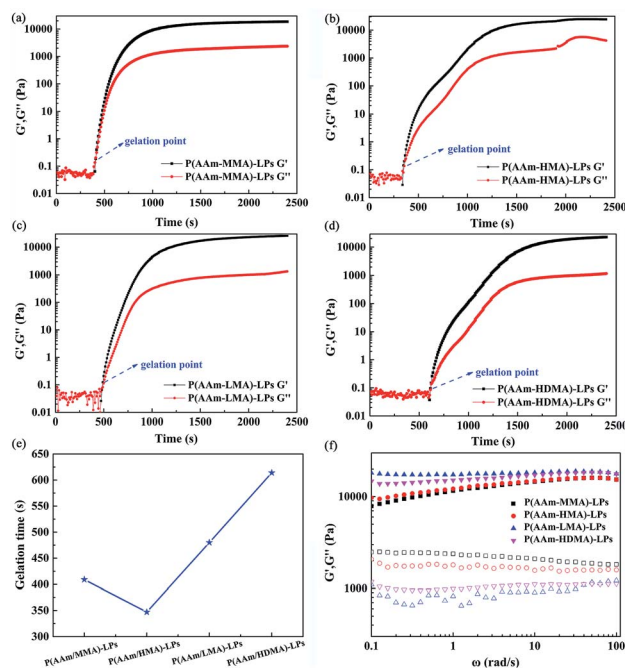 (a)
10000
1000
100
10
1
0.1
0.01
G',G'' (Pa)
gelation point
P(AAm-MMA)-LPs G'
P(AAm-MMA)-LPs G''
0 500 1000 1500 2000 2500
Time (s)
(b)
10000
1000
100
10
1
0.1
0.01
G',G'' (Pa)
gelation point
P(AAm-HMA)-LPs G'
P(AAm-HMA)-LPs G''
0 500 1000 1500 2000 2500
Time (s)
(c)
10000
1000
100
10
1
0.1
0.01
G',G'' (Pa)
gelation point
P(AAm-LMA)-LPs G'
P(AAm-LMA)-LPs G''
0 500 1000 1500 2000 2500
Time (s)
(d)
10000
1000
100
10
1
0.1
0.01
G',G'' (Pa)
gelation point
P(AAm-HDMA)-LPs G'
P(AAm-HDMA)-LPs G''
0 500 1000 1500 2000 2500
Time (s)
(e)
650
600
550
500
450
400
350
300
Gelation time (s)
P(AAm/MMA)-LPs
P(AAm/HMA)-LPs
P(AAm/LMA)-LPs
P(AAm/HDMA)-LPs
(f)
10000
1000
G',G'' (Pa)
P(AAm-MMA)-LPs
P(AAm-HMA)-LPs
P(AAm-LMA)-LPs
P(AAm-HDMA)-LPs
0.1 1 10 100
ω (rad/s)